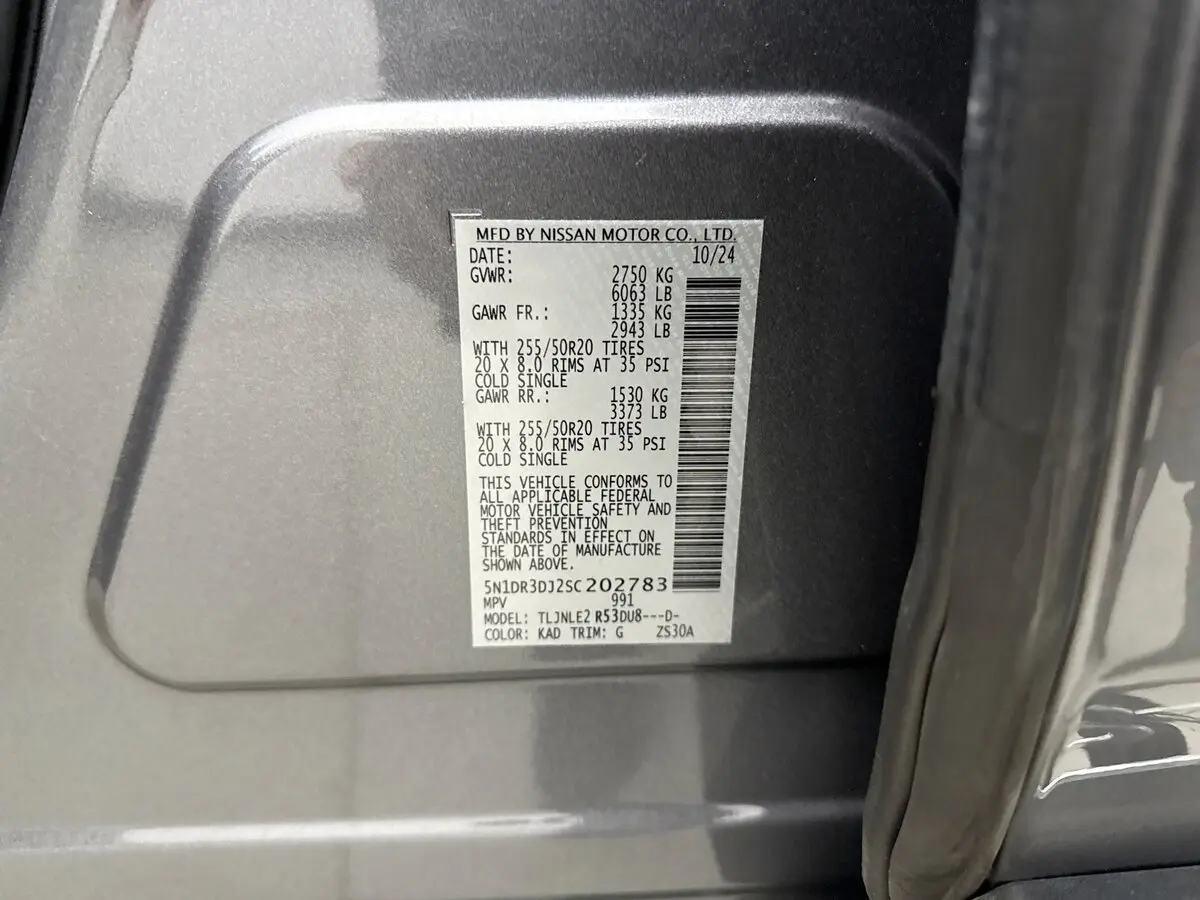 MFD BY NISSAN MOTOR CO., LTD.
DATE: 10/24
GVWR: 2750 KG
6063 LB
GAWR FR.: 1335 KG
2943 LB
WITH 255/50R20 TIRES
20 X 8.0 RIMS AT 35 PSI
COLD SINGLE
GAWR RR.: 1530 KG
3373 LB
WITH 255/50R20 TIRES
20 X 8.0 RIMS AT 35 PSI
COLD SINGLE
THIS VEHICLE CONFORMS TO
ALL APPLICABLE FEDERAL
MOTOR VEHICLE SAFETY AND
THEFT PREVENTION
STANDARDS IN EFFECT ON
THE DATE OF MANUFACTURE
SHOWN ABOVE.
5N1DR3DJ2SC202783
MPV 991
MODEL: TLJNLE2 R53DU8---D-
COLOR: KAD TRIM: G ZS30A